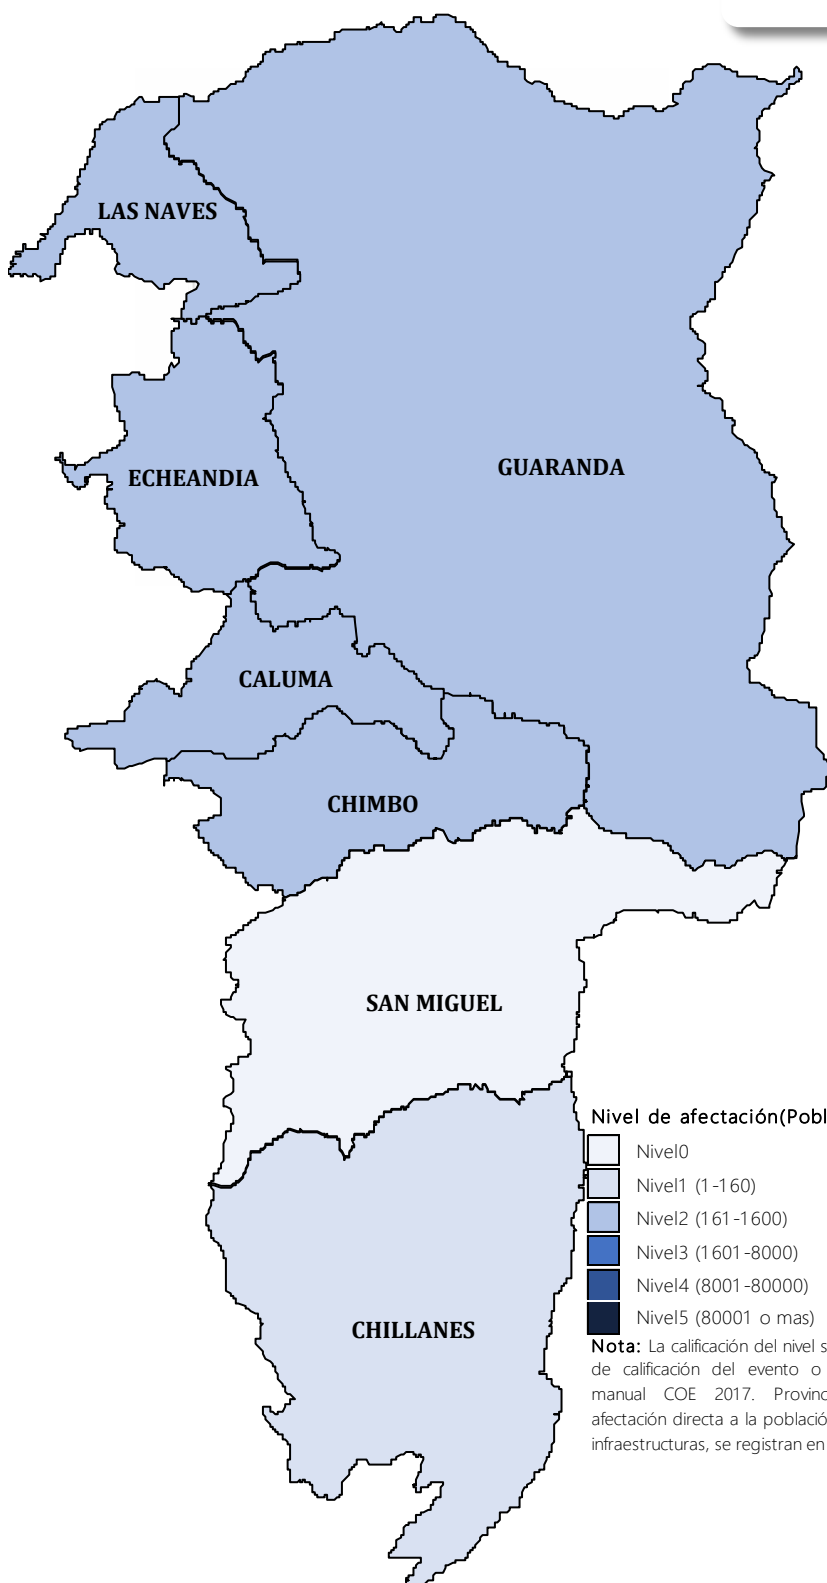 LAS NAVES
GUARANDA
ECHEANDIA
CALUMA
CHIMBO
SAN MIGUEL
Nivel de afectación(Pobl
Nivel0
Nivel1 (1-160)
Nivel2 (161-1600)
Nivel3 (1601-8000)
Nivel4 (8001-80000)
Nivel5 (80001 o mas)
CHILLANES
Nota: La calificación del nivel s
de calificación del evento o
manual COE 2017. Provinc
afectación directa a la població
infraestructuras, se registran en